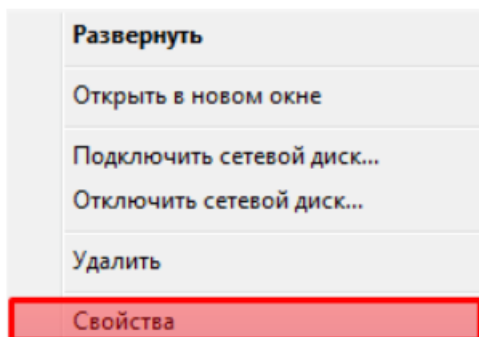 Развернуть
Открыть в новом окне
Подключить сетевой диск...
Отключить сетевой диск...
Удалить
Свойства